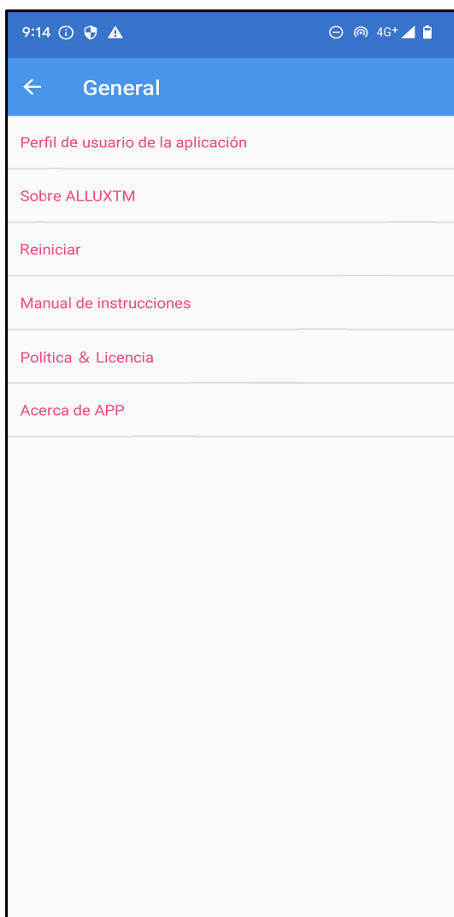 9:14
4G+
General
Perfil de usuario de la aplicación
Sobre ALLUXTM
Reiniciar
Manual de instrucciones
Política & Licencia
Acerca de APP